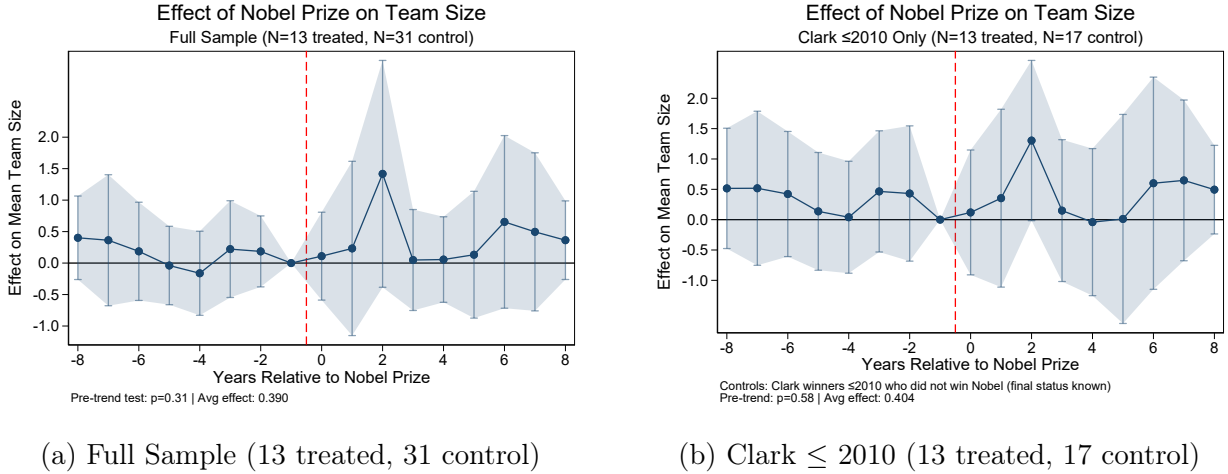 Effect of Nobel Prize on Team Size
Full Sample (N=13 treated, N=31 control)
Effect on Mean Team Size
2.0
1.5
1.0
0.5
0.0
-0.5
-1.0
-8 -6 -4 -2 0 2 4 6 8
Years Relative to Nobel Prize
Pre-trend test: p=0.31 | Avg effect: 0.390
(a) Full Sample (13 treated, 31 control)
Effect of Nobel Prize on Team Size
Clark ≤2010 Only (N=13 treated, N=17 control)
Effect on Mean Team Size
2.0
1.5
1.0
0.5
0.0
-0.5
-1.0
-8 -6 -4 -2 0 2 4 6 8
Years Relative to Nobel Prize
Controls: Clark winners ≤2010 who did not win Nobel (final status known)
Pre-trend: p=0.58 | Avg effect: 0.404
(b) Clark ≤ 2010 (13 treated, 17 control)